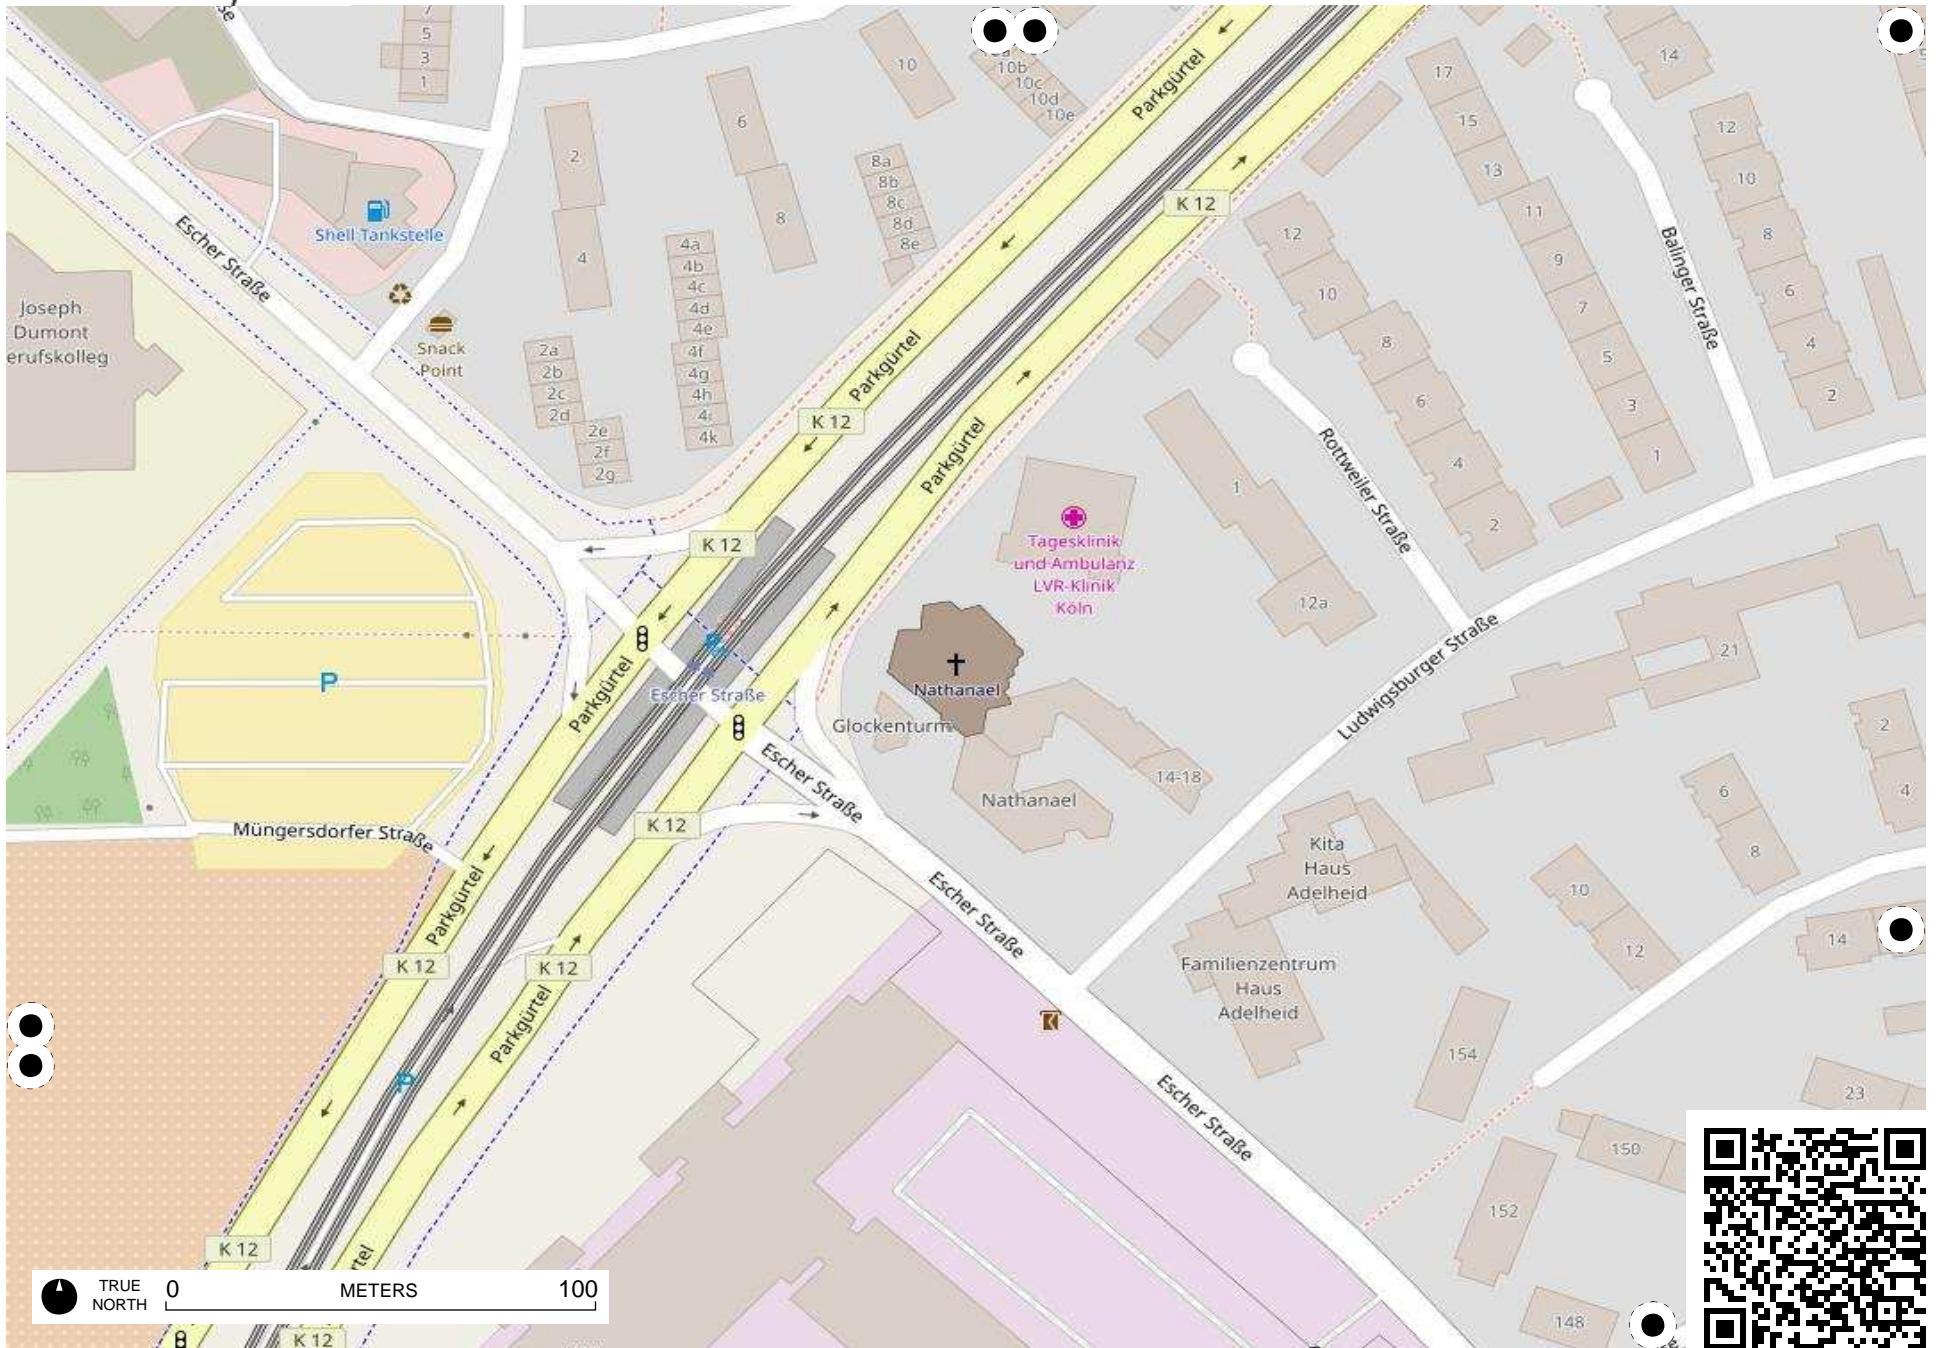 7
5
3
1
10
10b
10c
10d
10e
Parkgürtel
K 12
17
15
13
11
9
7
5
3
1
14
12
10
8
6
4
2
Balinger Straße
2
4
6
8
8a
8b
8c
8d
8e
4a
4b
4c
4d
4e
4f
4g
4h
4i
4k
2a
2b
2c
2d
2e
2f
2g
Escher Straße
Shell Tankstelle
Snack
Point
Joseph
Dumont
erufskolleg
12
10
8
6
4
2
Rottweiler Straße
Parkgürtel
K 12
Parkgürtel
K 12
1
12a
Tagesklinik
und Ambulanz
LVR-Klinik
Köln
Nathanael
Glockenturm
Nathanael
14-18
Ludwigsburger Straße
21
2
4
6
8
10
12
14
P
Parkgürtel
Escher Straße
Escher Straße
K 12
Müngersdorfer Straße
Parkgürtel
K 12
K 12
Parkgürtel
Escher Straße
Kita
Haus
Adelheid
Familienzentrum
Haus
Adelheid
154
23
150
152
148
P
Escher Straße
K 12
rtel
K 12
TRUE
NORTH
0 METERS 100